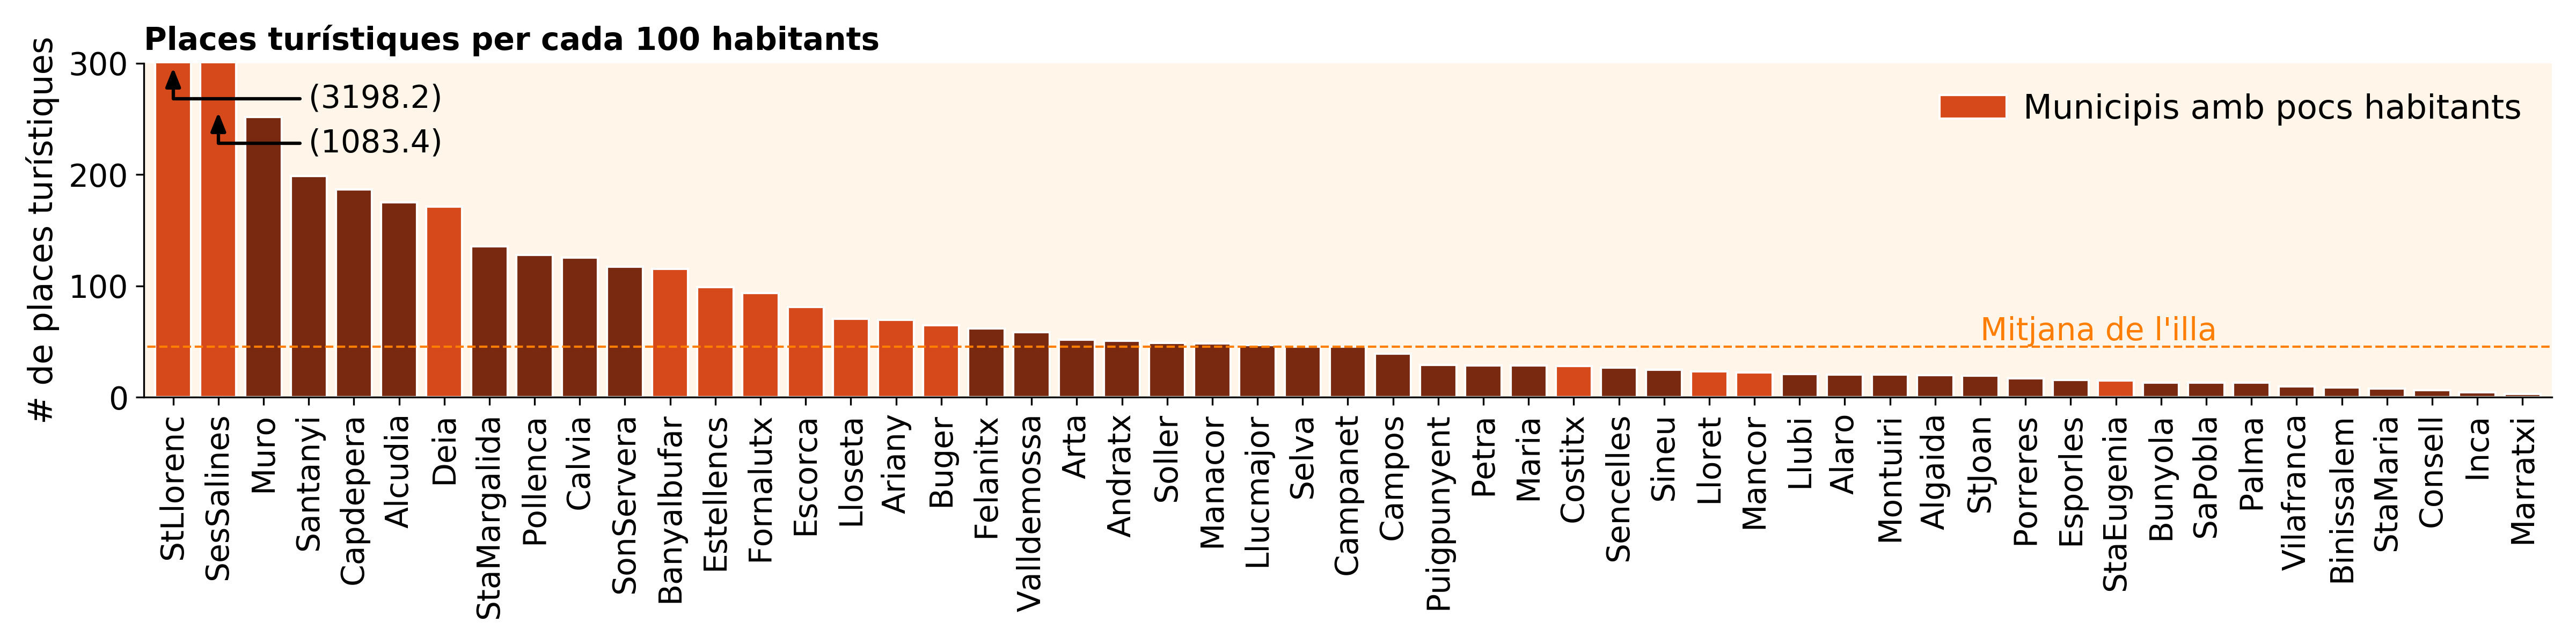 Places turístiques per cada 100 habitants
# de places turístiques
300
200
100
0
(3198.2)
(1083.4)
Municipis amb pocs habitants
Mitjana de l'illa
StLlorenc
SesSalines
Muro
Santanyi
Capdepera
Alcudia
Deia
StaMargalida
Pollenca
Calvia
SonServera
Banyalbufar
Estellencs
Fornalutx
Escorca
Lloseta
Ariany
Buger
Felanitx
Valldemossa
Arta
Andratx
Soller
Manacor
Llucmajor
Selva
Campanet
Campos
Puigpunyent
Petra
Maria
Costitx
Sencelles
Sineu
Lloret
Mancor
Llubi
Alaro
Montuiri
Algaida
StJoan
Porreres
Esporles
StaEugenia
Bunyola
SaPobla
Palma
Vilafranca
Binissalem
StaMaria
Consell
Inca
Marratxi